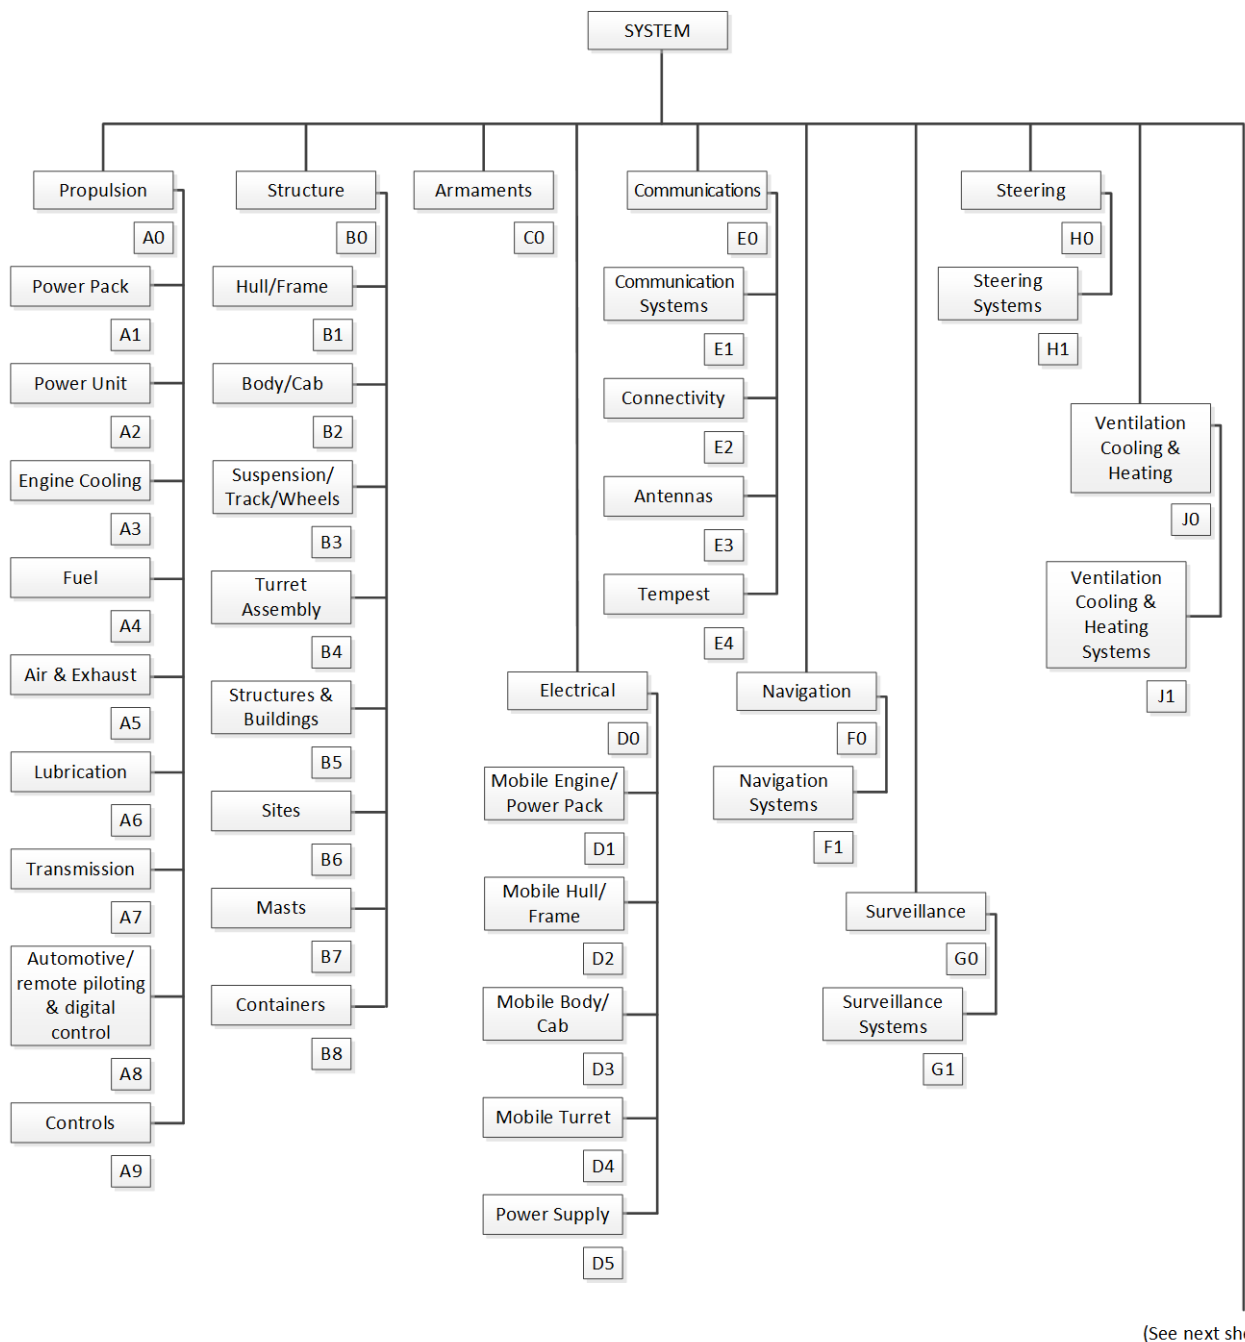 SYSTEM
Propulsion
A0
Power Pack
A1
Power Unit
A2
Engine Cooling
A3
Fuel
A4
Air & Exhaust
A5
Lubrication
A6
Transmission
A7
Automotive/
remote piloting
& digital
control
A8
Controls
A9
Structure
B0
Hull/Frame
B1
Body/Cab
B2
Suspension/
Track/Wheels
B3
Turret
Assembly
B4
Structures &
Buildings
B5
Sites
B6
Masts
B7
Containers
B8
Armaments
C0
Electrical
D0
Mobile Engine/
Power Pack
D1
Mobile Hull/
Frame
D2
Mobile Body/
Cab
D3
Mobile Turret
D4
Power Supply
D5
Communications
E0
Communication
Systems
E1
Connectivity
E2
Antennas
E3
Tempest
E4
Navigation
F0
Navigation
Systems
F1
Surveillance
G0
Surveillance
Systems
G1
Steering
H0
Steering
Systems
H1
Ventilation
Cooling &
Heating
J0
Ventilation
Cooling &
Heating
Systems
J1
(See next she